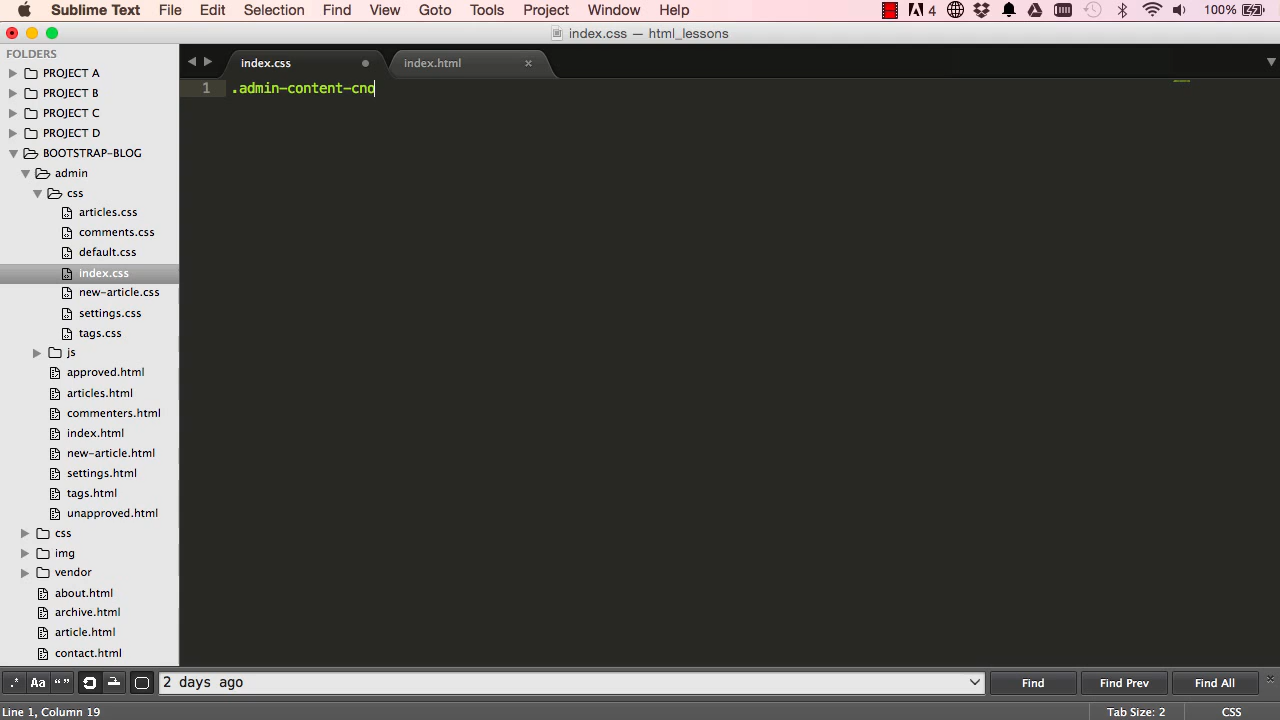 Sublime Text File Edit Selection Find View Goto Tools Project Window Help 4 100%
index.css — html_lessons
FOLDERS
PROJECT A
PROJECT B
PROJECT C
PROJECT D
BOOTSTRAP-BLOG
admin
css
articles.css
comments.css
default.css
index.css
new-article.css
settings.css
tags.css
js
approved.html
articles.html
commenters.html
index.html
new-article.html
settings.html
tags.html
unapproved.html
css
img
vendor
about.html
archive.html
article.html
contact.html
index.css index.html ×
1 .admin-content-cno
.* Aa “ ” 2 days ago Find Find Prev Find All ×
Line 1, Column 19 Tab Size: 2 CSS